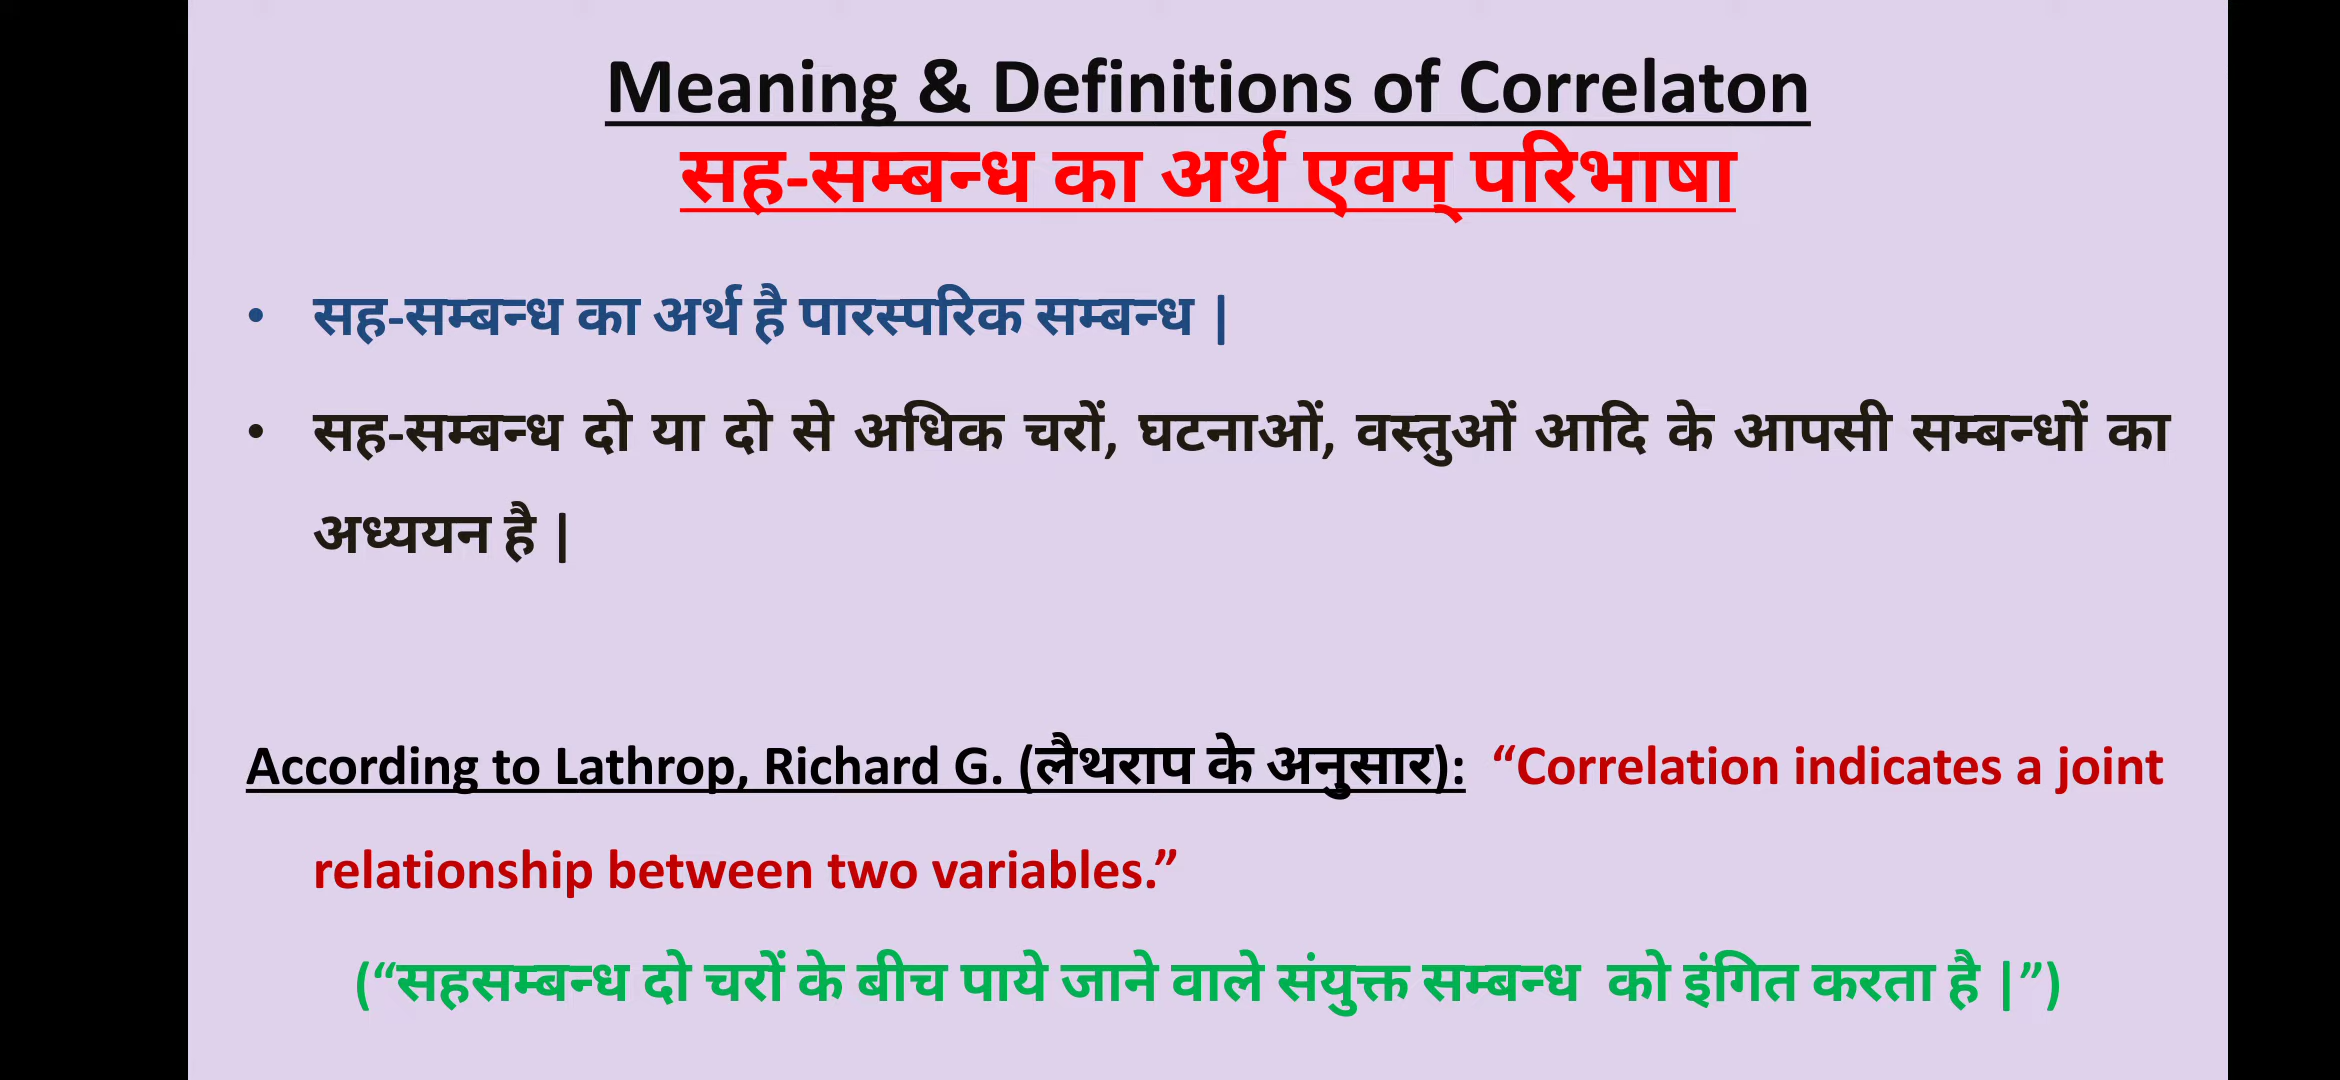 Meaning & Definitions of Correlaton
सह-सम्बन्ध का अर्थ एवम् परिभाषा
• सह-सम्बन्ध का अर्थ है पारस्परिक सम्बन्ध |
• सह-सम्बन्ध दो या दो से अधिक चरों, घटनाओं, वस्तुओं आदि के आपसी सम्बन्धों का
अध्ययन है |
According to Lathrop, Richard G. (लैथराप के अनुसार): “Correlation indicates a joint
relationship between two variables.”
(“सहसम्बन्ध दो चरों के बीच पाये जाने वाले संयुक्त सम्बन्ध को इंगित करता है |”)